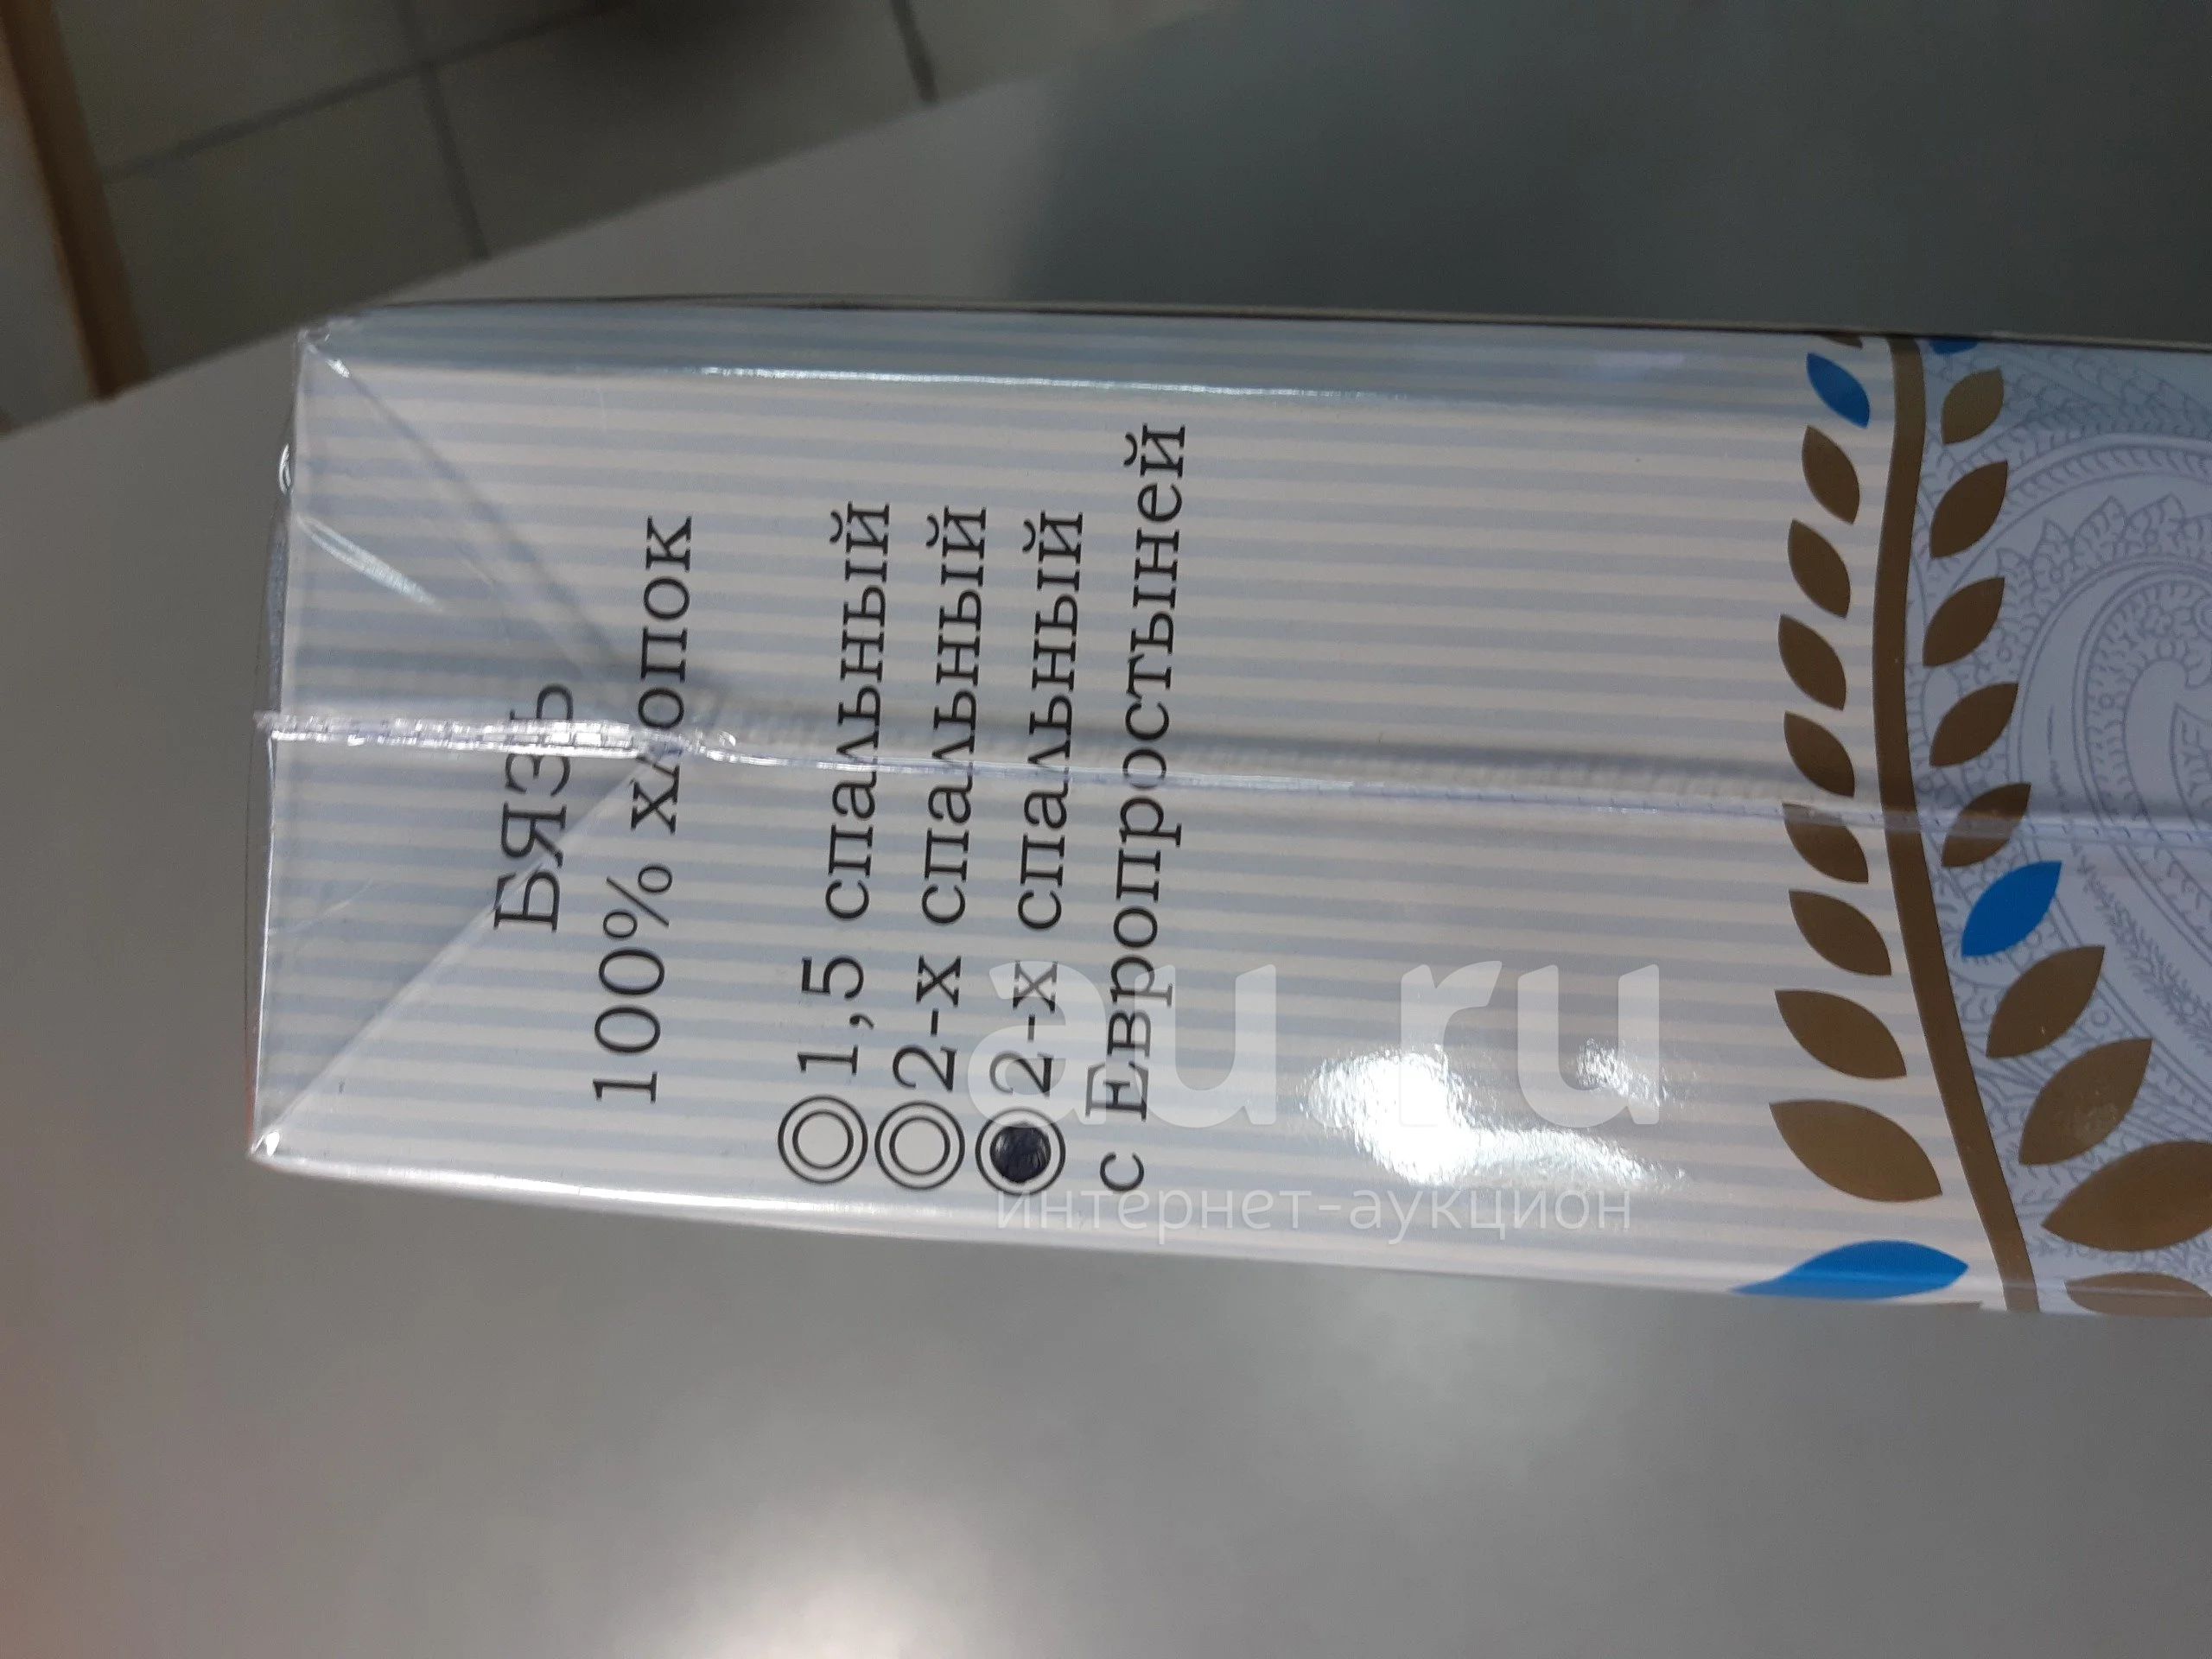 БЯЗЬ
100% хлопок
1,5 спальный
2-х спальный
2-х спальный
с Европростыней
au.ru
интернет-аукцион